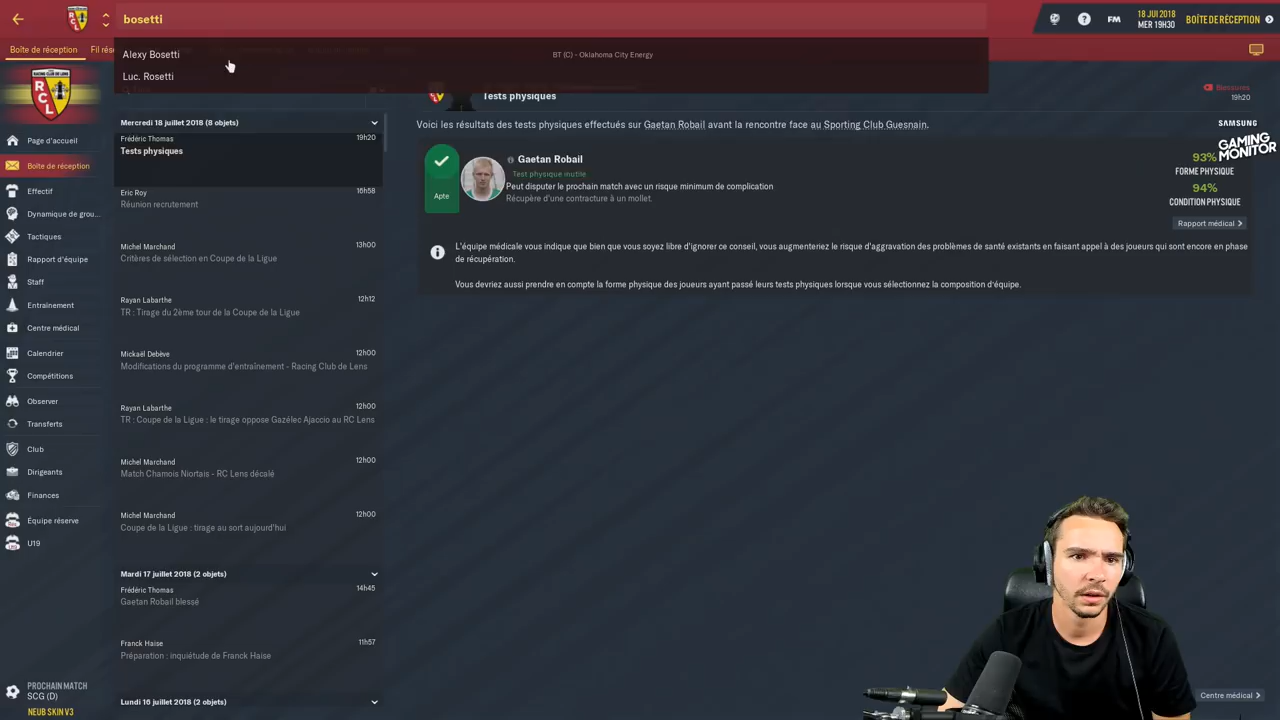 bosetti
18 JUI 2018
MER 19H30
BOÎTE DE RÉCEPTION
FM
Boîte de réception
Fil rés
Alexy Bosetti
BT (C) - Oklahoma City Energy
Luc. Rosetti
RACING CLUB DE LENS
RCL
Page d'accueil
Boîte de réception
Effectif
Dynamique de grou...
Tactiques
Rapport d'équipe
Staff
Entraînement
Centre médical
Calendrier
Compétitions
Observer
Transferts
Club
Dirigeants
Finances
Équipe réserve
U19
PROCHAIN MATCH
SCG (D)
NEUB SKIN V3
Mercredi 18 juillet 2018 (8 objets)
Frédéric Thomas
19h20
Tests physiques
Eric Roy
16h58
Réunion recrutement
Michel Marchand
13h00
Critères de sélection en Coupe de la Ligue
Rayan Labarthe
12h12
TR : Tirage du 2ème tour de la Coupe de la Ligue
Mickaël Debève
12h00
Modifications du programme d'entraînement - Racing Club de Lens
Rayan Labarthe
12h00
TR : Coupe de la Ligue : le tirage oppose Gazélec Ajaccio au RC Lens
Michel Marchand
12h00
Match Chamois Niortais - RC Lens décalé
Michel Marchand
12h00
Coupe de la Ligue : tirage au sort aujourd'hui
Mardi 17 juillet 2018 (2 objets)
Frédéric Thomas
14h45
Gaetan Robail blessé
Franck Haise
11h57
Préparation : inquiétude de Franck Haise
Lundi 16 juillet 2018 (2 objets)
Tests physiques
Blessures
19h20
Voici les résultats des tests physiques effectués sur Gaetan Robail avant la rencontre face au Sporting Club Guesnain.
SAMSUNG
GAMING
MONITOR
Apte
Gaetan Robail
Test physique inutile
Peut disputer le prochain match avec un risque minimum de complication
Récupère d'une contracture à un mollet.
93%
FORME PHYSIQUE
94%
CONDITION PHYSIQUE
Rapport médical
L'équipe médicale vous indique que bien que vous soyez libre d'ignorer ce conseil, vous augmenteriez le risque d'aggravation des problèmes de santé existants en faisant appel à des joueurs qui sont encore en phase
de récupération.
Vous devriez aussi prendre en compte la forme physique des joueurs ayant passé leurs tests physiques lorsque vous sélectionnez la composition d'équipe.
Centre médical